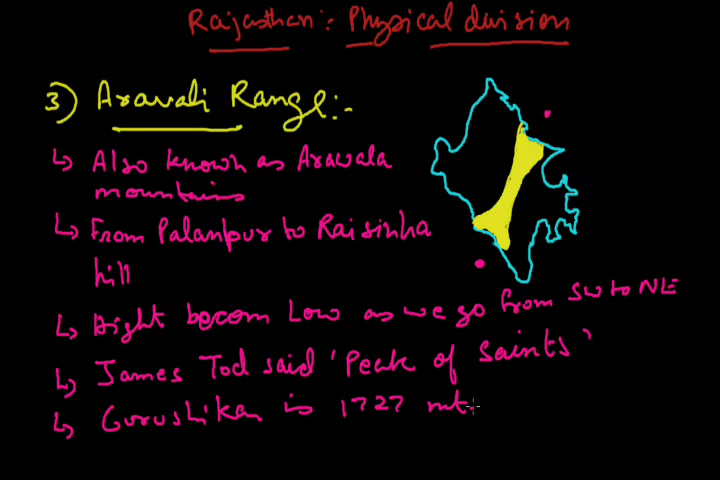 Rajasthan: Physical division
3) Aravali Range:-
↳ Also known as Arawala
mountains
↳ From Palanpur to Raisinha
hill
↳ Hight becom Low as we go from SW to NE
↳ James Tod said 'Peak of Saints'
↳ Gurushikar is 1727 mt